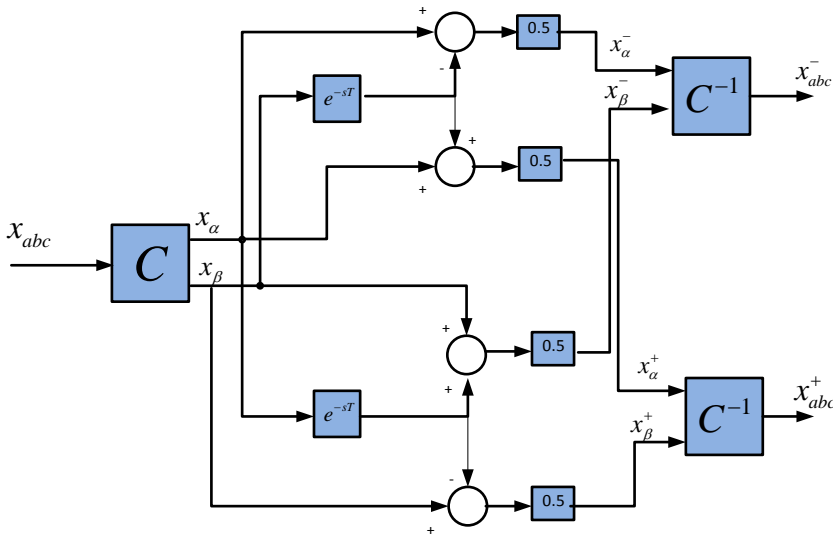 +
0.5
x_α^-
-
x_β^-
x_abc^-
e^{-sT}
C^{-1}
+
0.5
+
x_abc
x_α
C
x_β
+
0.5
+
x_α^+
e^{-sT}
x_β^+
C^{-1}
x_abc^+
-
0.5
+